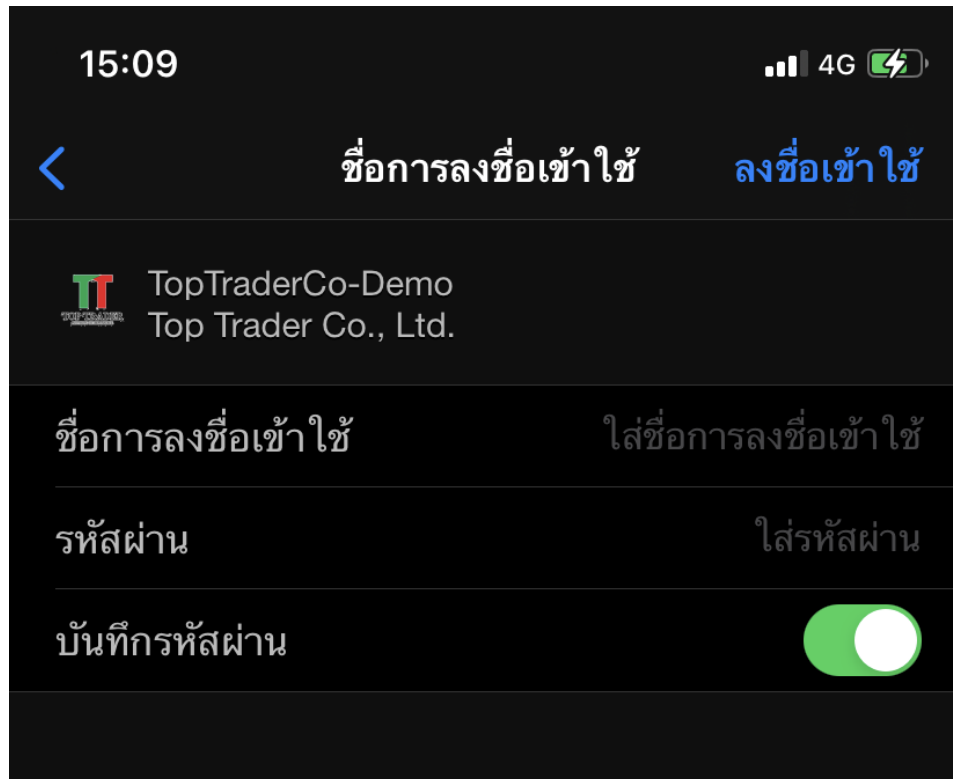 15:09 4G
ชื่อการลงชื่อเข้าใช้ ลงชื่อเข้าใช้
TopTraderCo-Demo
TT
TOP TRADER
Top Trader Co., Ltd.
ชื่อการลงชื่อเข้าใช้ ใส่ชื่อการลงชื่อเข้าใช้
รหัสผ่าน ใส่รหัสผ่าน
บันทึกรหัสผ่าน